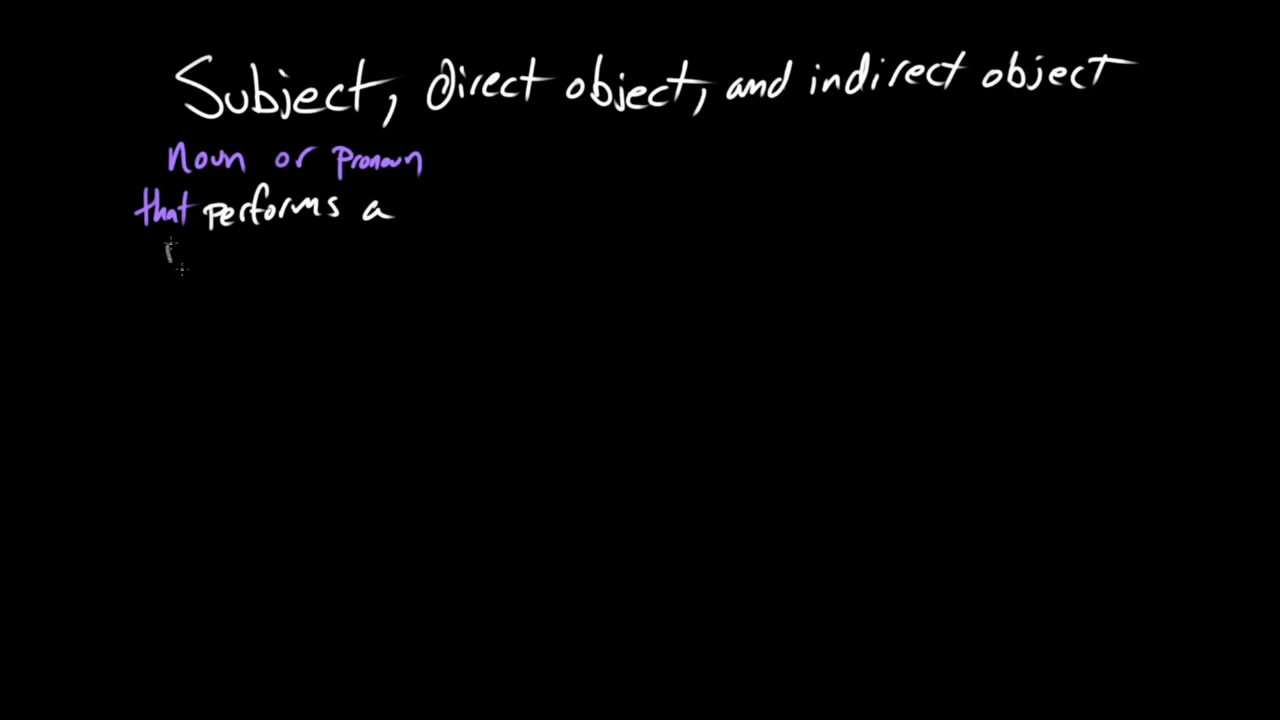 Subject, direct object, and indirect object
noun or pronoun
that performs a